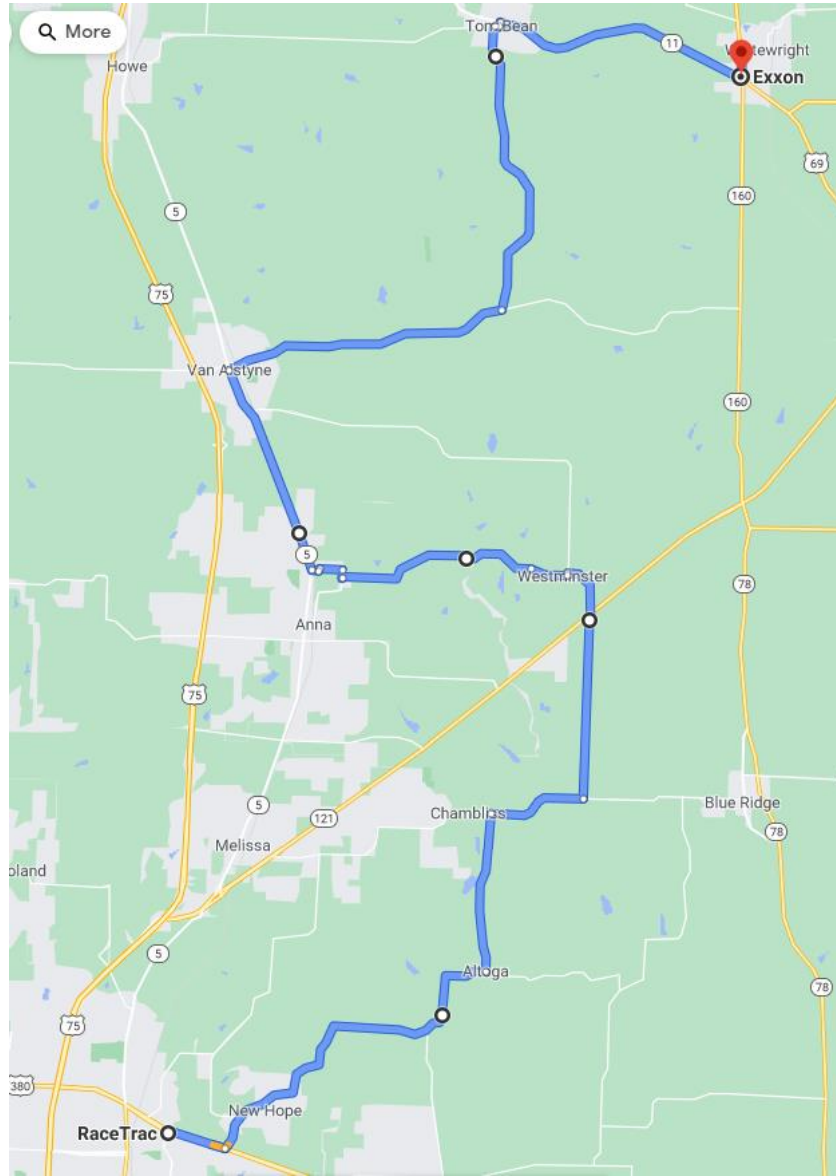 More
Tom Bean
Howe
11
Whitewright
Exxon
69
5
160
75
Van Alstyne
160
5
Westminster
78
Anna
75
5
Chambliss
Blue Ridge
121
78
Melissa
oland
5
Altoga
78
75
380
New Hope
RaceTrac